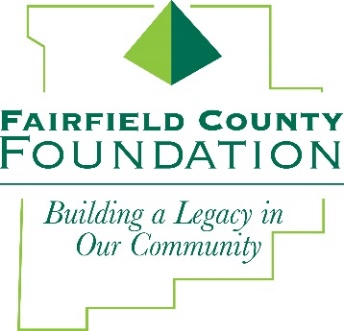 FAIRFIELD COUNTY
FOUNDATION
Building a Legacy in
Our Community